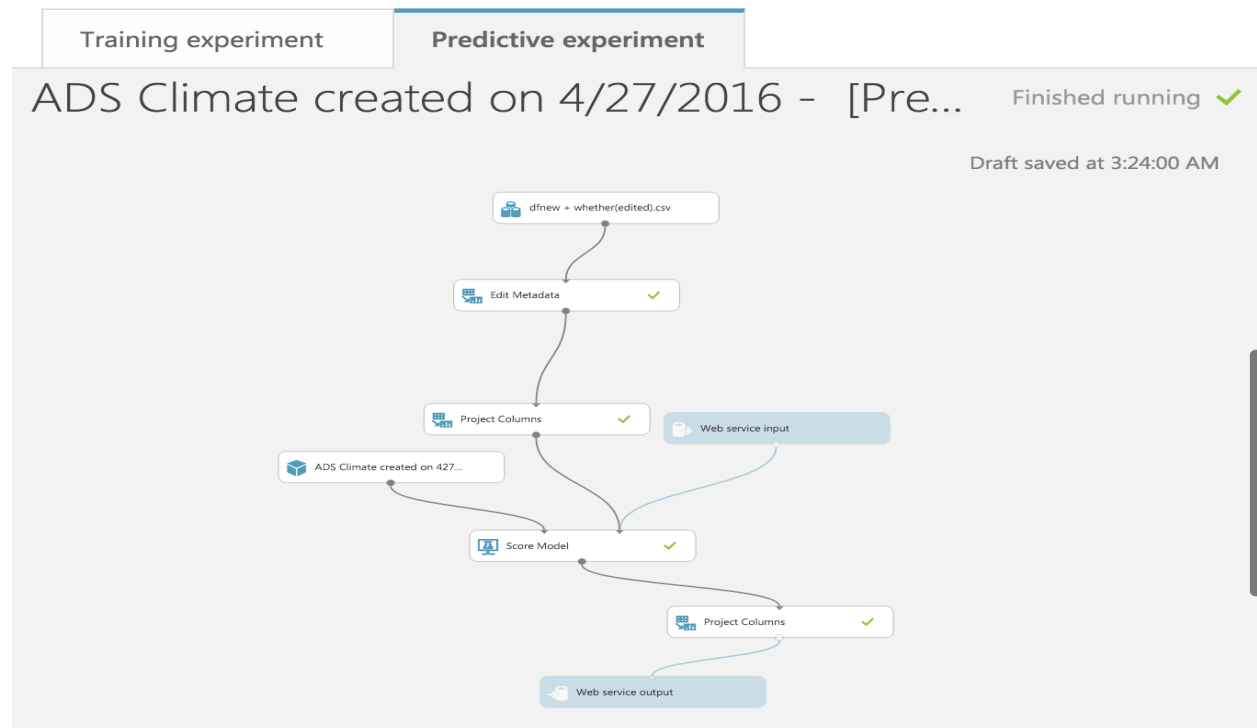 Training experiment
Predictive experiment
ADS Climate created on 4/27/2016 - [Pre...
Finished running
Draft saved at 3:24:00 AM
dfnew + whether(edited).csv
Edit Metadata
Project Columns
Web service input
ADS Climate created on 427...
Score Model
Project Columns
Web service output